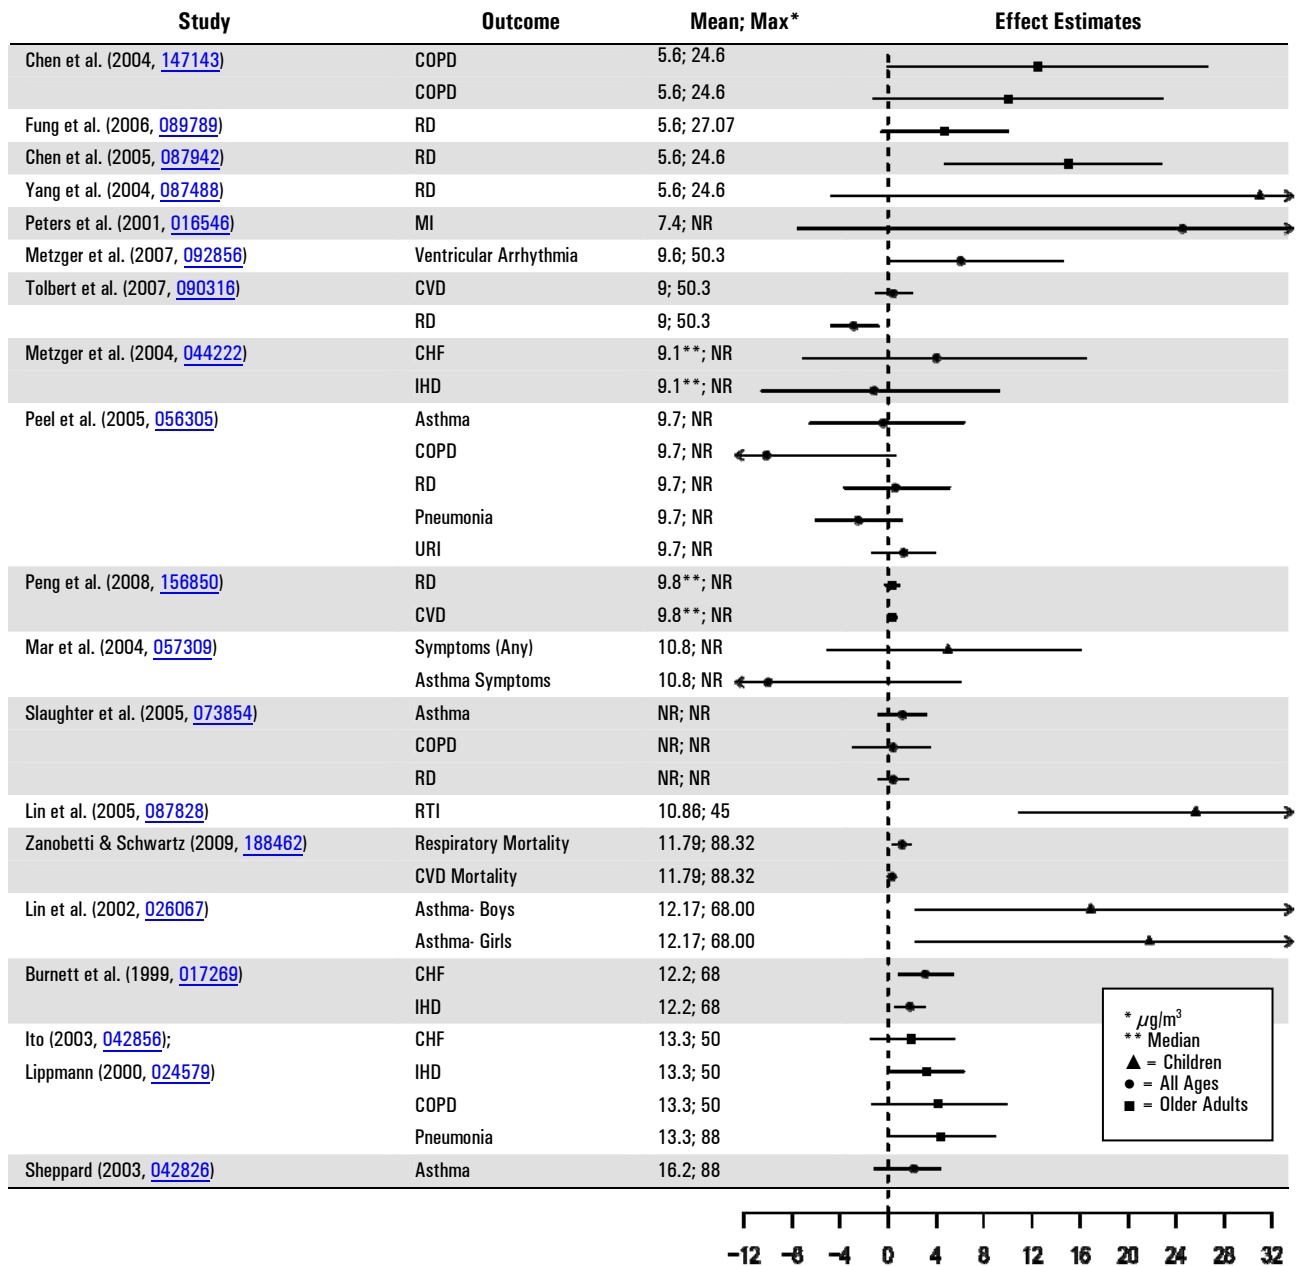 Study Outcome Mean; Max* Effect Estimates
Chen et al. (2004, 147143) COPD 5.6; 24.6
COPD 5.6; 24.6
Fung et al. (2006, 089789) RD 5.6; 27.07
Chen et al. (2005, 087942) RD 5.6; 24.6
Yang et al. (2004, 087488) RD 5.6; 24.6
Peters et al. (2001, 016546) MI 7.4; NR
Metzger et al. (2007, 092856) Ventricular Arrhythmia 9.6; 50.3
Tolbert et al. (2007, 090316) CVD 9; 50.3
RD 9; 50.3
Metzger et al. (2004, 044222) CHF 9.1**; NR
IHD 9.1**; NR
Peel et al. (2005, 056305) Asthma 9.7; NR
COPD 9.7; NR
RD 9.7; NR
Pneumonia 9.7; NR
URI 9.7; NR
Peng et al. (2008, 156850) RD 9.8**; NR
CVD 9.8**; NR
Mar et al. (2004, 057309) Symptoms (Any) 10.8; NR
Asthma Symptoms 10.8; NR
Slaughter et al. (2005, 073854) Asthma NR; NR
COPD NR; NR
RD NR; NR
Lin et al. (2005, 087828) RTI 10.86; 45
Zanobetti & Schwartz (2009, 188462) Respiratory Mortality 11.79; 88.32
CVD Mortality 11.79; 88.32
Lin et al. (2002, 026067) Asthma- Boys 12.17; 68.00
Asthma- Girls 12.17; 68.00
Burnett et al. (1999, 017269) CHF 12.2; 68
IHD 12.2; 68
Ito (2003, 042856); CHF 13.3; 50
Lippmann (2000, 024579) IHD 13.3; 50
COPD 13.3; 50
Pneumonia 13.3; 88
Sheppard (2003, 042826) Asthma 16.2; 88
* µg/m³
** Median
▲ = Children
● = All Ages
■ = Older Adults
−12 −8 −4 0 4 8 12 16 20 24 28 32